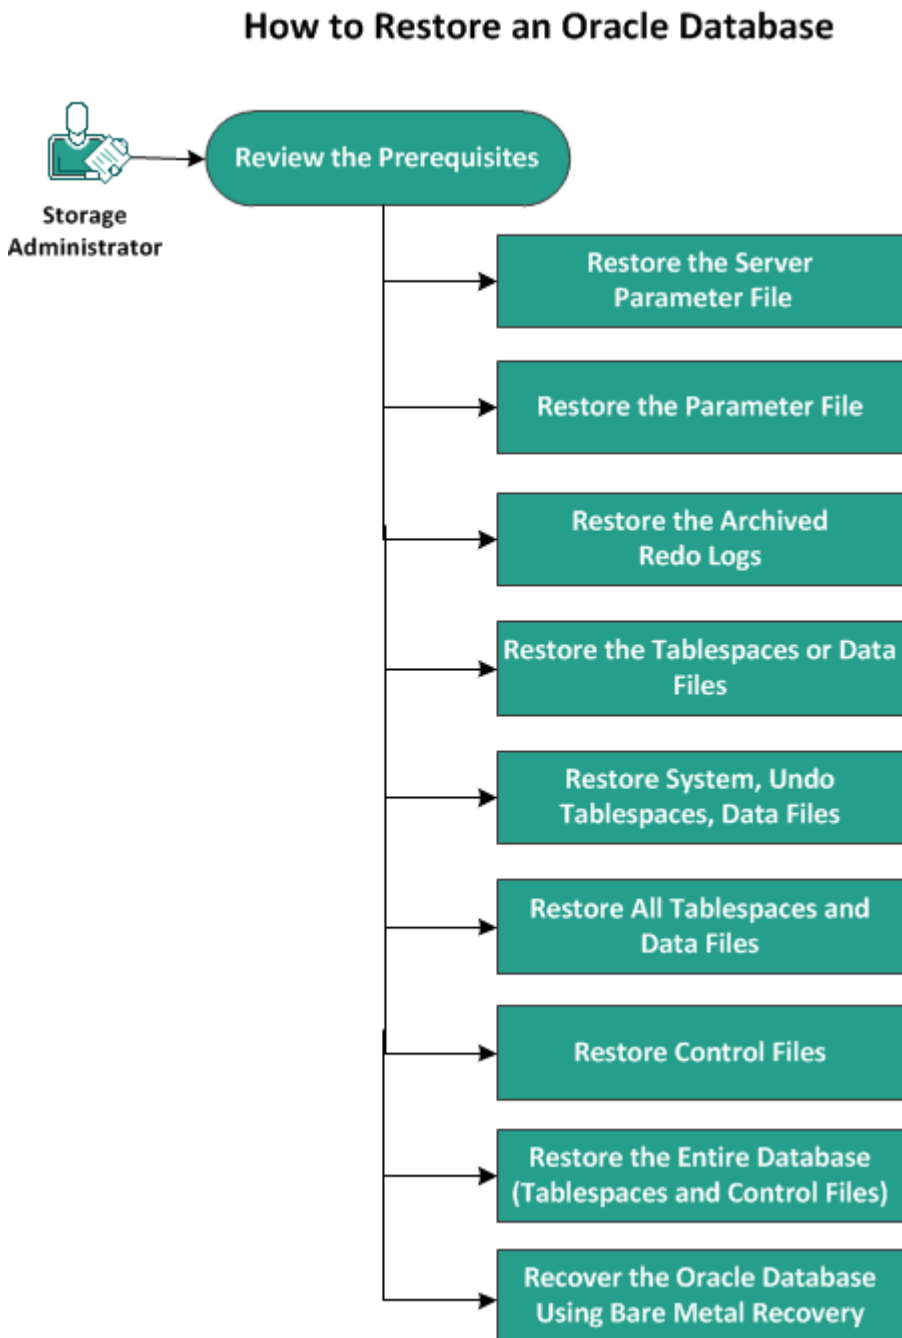 How to Restore an Oracle Database
Review the Prerequisites
Storage
Administrator
Restore the Server
Parameter File
Restore the Parameter File
Restore the Archived
Redo Logs
Restore the Tablespaces or Data
Files
Restore System, Undo
Tablespaces, Data Files
Restore All Tablespaces and
Data Files
Restore Control Files
Restore the Entire Database
(Tablespaces and Control Files)
Recover the Oracle Database
Using Bare Metal Recovery